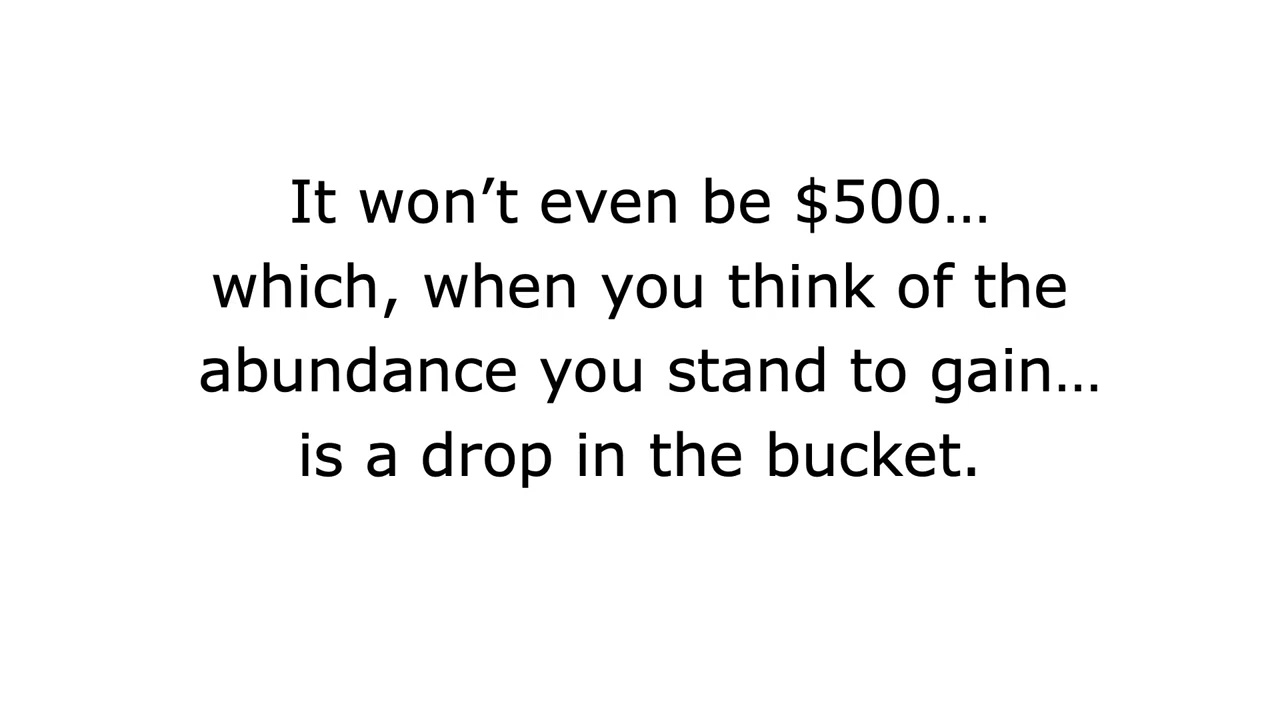 It won’t even be $500…
which, when you think of the
abundance you stand to gain…
is a drop in the bucket.